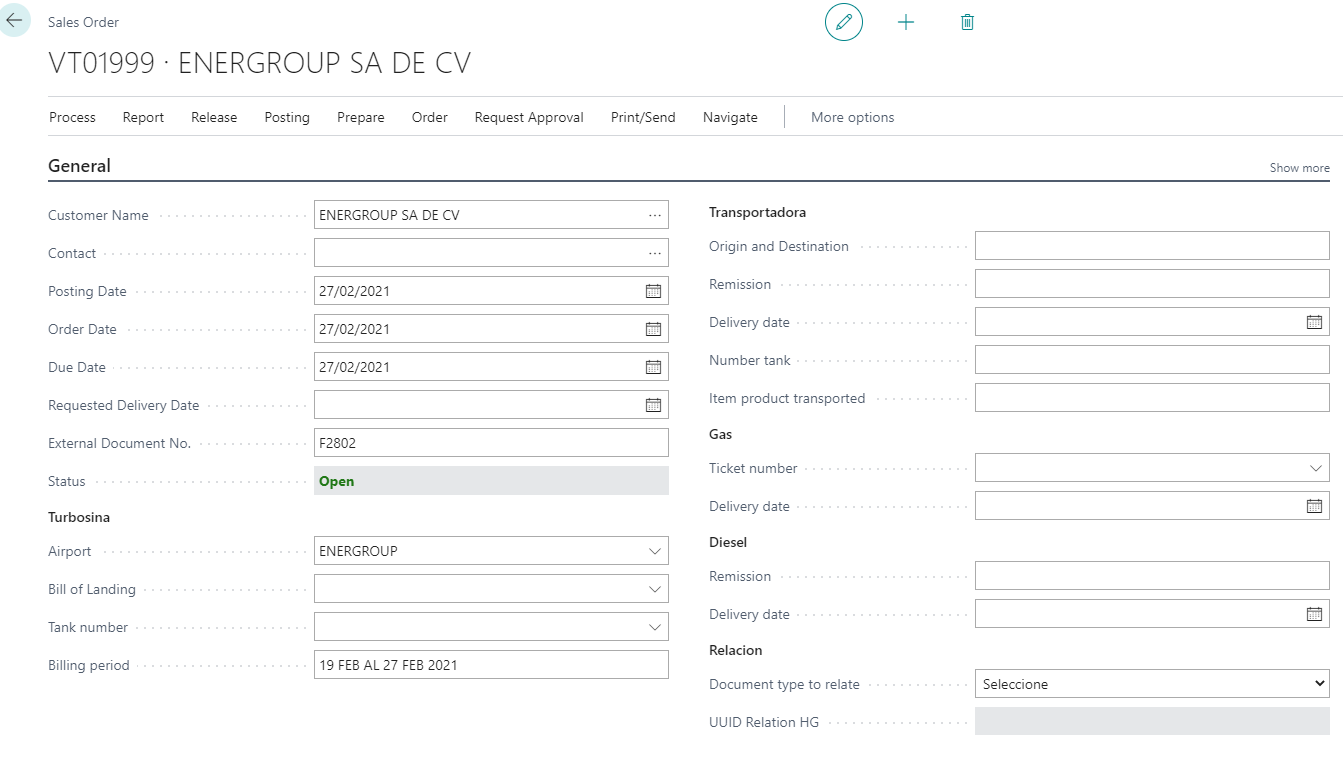 Sales Order
VT01999 · ENERGROUP SA DE CV
Process Report Release Posting Prepare Order Request Approval Print/Send Navigate More options
General Show more
Customer Name ENERGROUP SA DE CV
Contact
Posting Date 27/02/2021
Order Date 27/02/2021
Due Date 27/02/2021
Requested Delivery Date
External Document No. F2802
Status Open
Turbosina
Airport ENERGROUP
Bill of Landing
Tank number
Billing period 19 FEB AL 27 FEB 2021
Transportadora
Origin and Destination
Remission
Delivery date
Number tank
Item product transported
Gas
Ticket number
Delivery date
Diesel
Remission
Delivery date
Relacion
Document type to relate Seleccione
UUID Relation HG